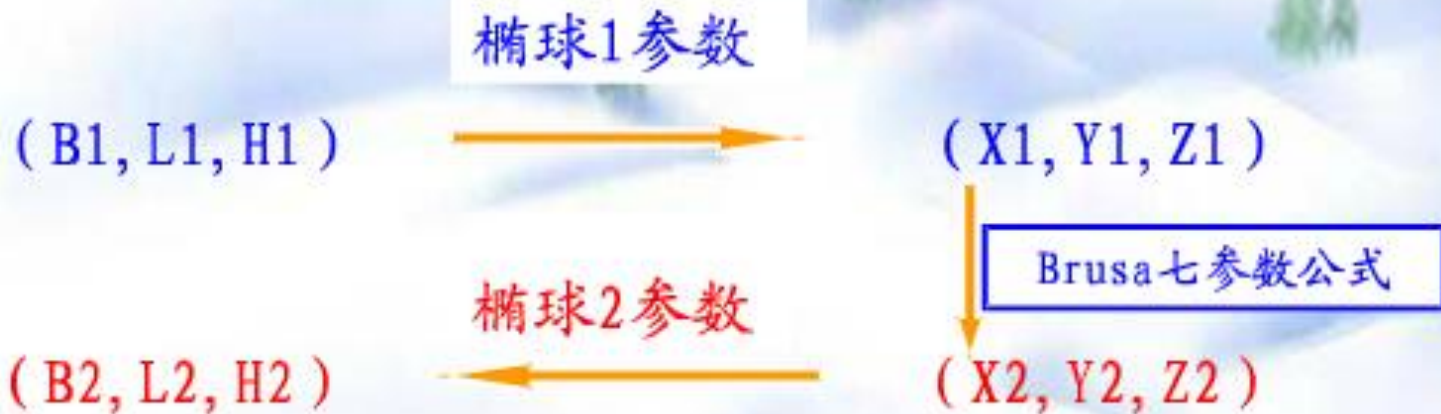 椭球1参数
(B1,L1,H1) (X1,Y1,Z1)
Brusa七参数公式
椭球2参数
(B2,L2,H2) (X2,Y2,Z2)